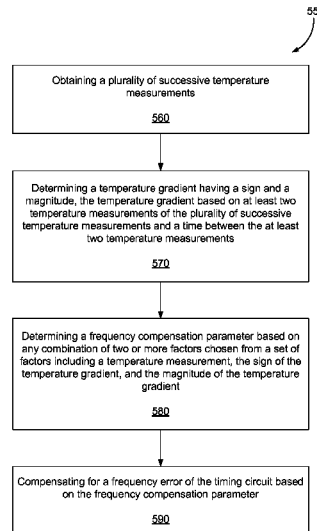 55
Obtaining a plurality of successive temperature
measurements
560
Determining a temperature gradient having a sign and a
magnitude, the temperature gradient based on at least two
temperature measurements of the plurality of successive
temperature measurements and a time between the at least
two temperature measurements
570
Determining a frequency compensation parameter based on
any combination of two or more factors chosen from a set of
factors including a temperature measurement, the sign of
the temperature gradient, and the magnitude of the temperature
gradient
580
Compensating for a frequency error of the timing circuit based
on the frequency compensation parameter
590